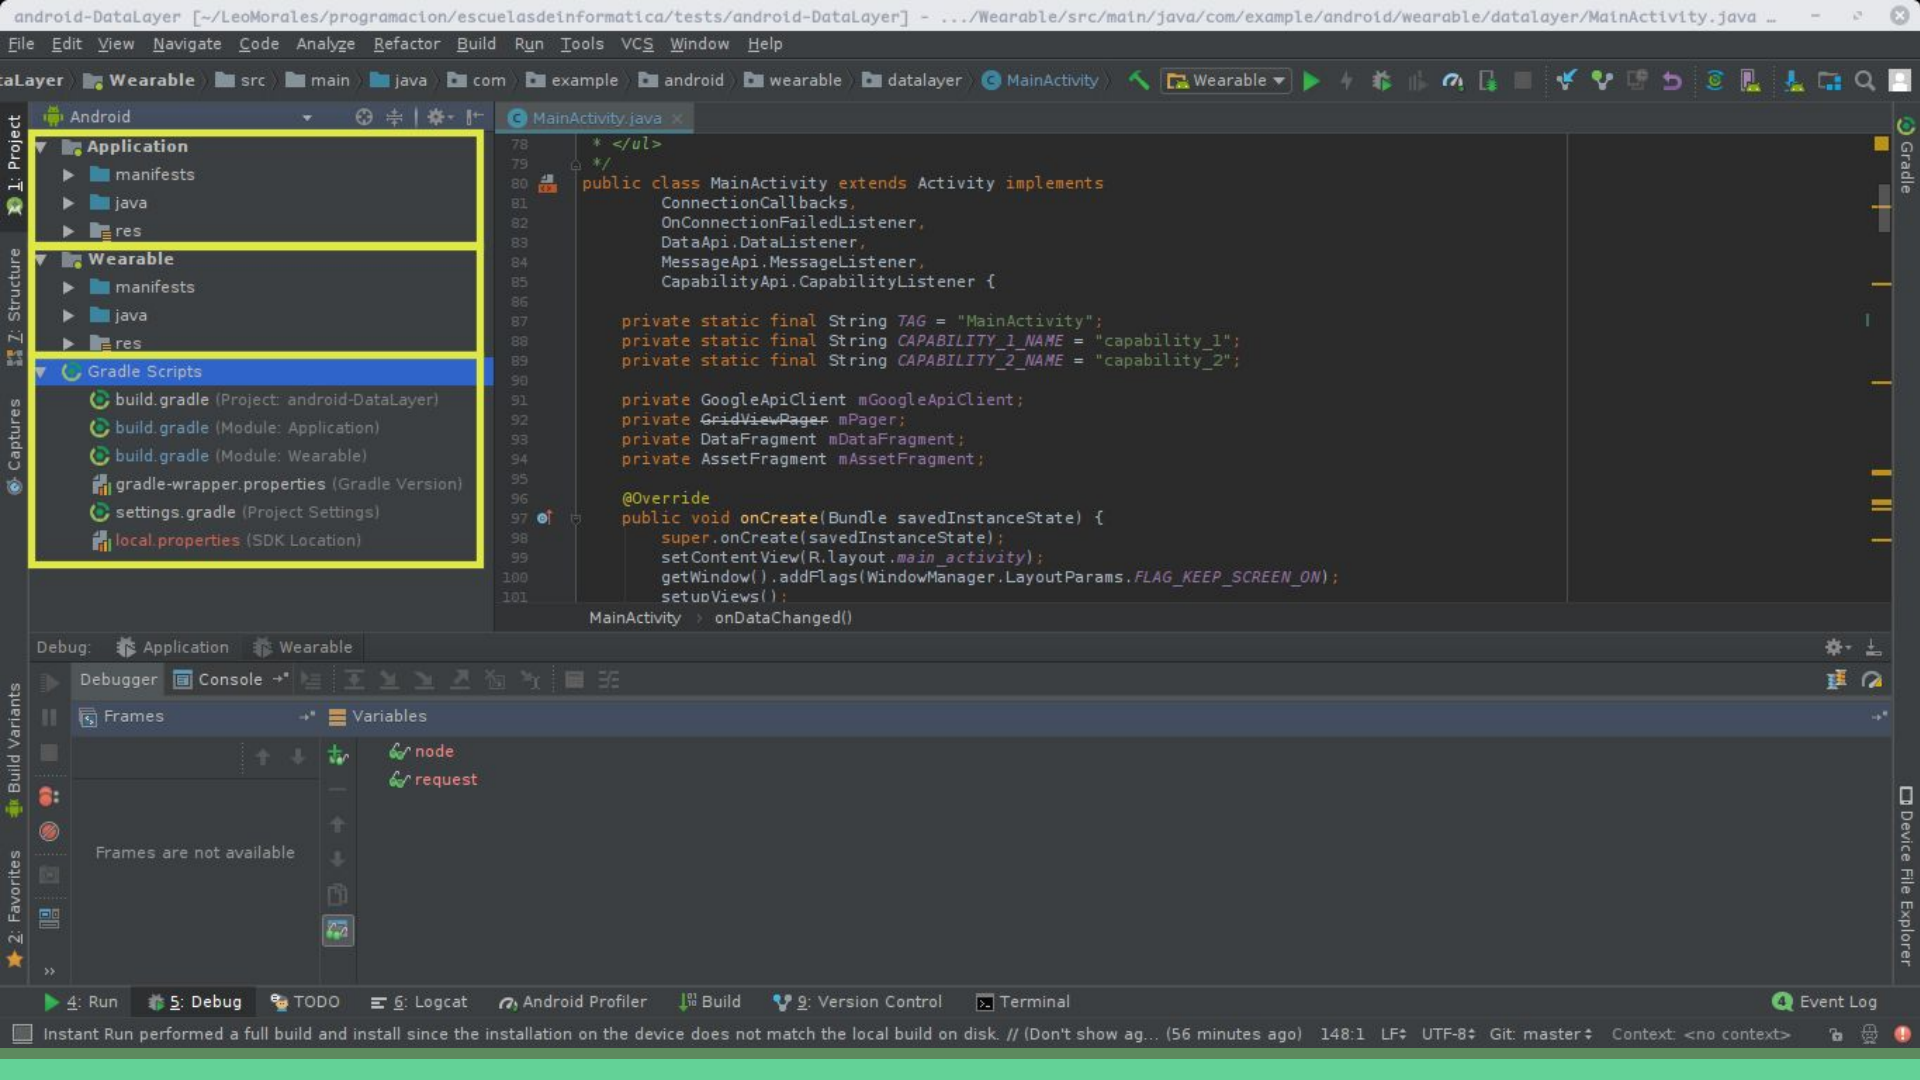 android-DataLayer [~/LeoMorales/programacion/escuelasdeinformatica/tests/android-DataLayer] - .../Wearable/src/main/java/com/example/android/wearable/datalayer/MainActivity.java …
File Edit View Navigate Code Analyze Refactor Build Run Tools VCS Window Help
taLayer Wearable src main java com example android wearable datalayer MainActivity Wearable
Android
MainActivity.java
1: Project
7: Structure
Captures
Build Variants
2: Favorites
Application
manifests
java
res
Wearable
manifests
java
res
Gradle Scripts
build.gradle (Project: android-DataLayer)
build.gradle (Module: Application)
build.gradle (Module: Wearable)
gradle-wrapper.properties (Gradle Version)
settings.gradle (Project Settings)
local.properties (SDK Location)
78 * </ul>
79 */
80 public class MainActivity extends Activity implements
81 ConnectionCallbacks,
82 OnConnectionFailedListener,
83 DataApi.DataListener,
84 MessageApi.MessageListener,
85 CapabilityApi.CapabilityListener {
86
87 private static final String TAG = "MainActivity";
88 private static final String CAPABILITY_1_NAME = "capability_1";
89 private static final String CAPABILITY_2_NAME = "capability_2";
90
91 private GoogleApiClient mGoogleApiClient;
92 private GridViewPager mPager;
93 private DataFragment mDataFragment;
94 private AssetFragment mAssetFragment;
95
96 @Override
97 public void onCreate(Bundle savedInstanceState) {
98 super.onCreate(savedInstanceState);
99 setContentView(R.layout.main_activity);
100 getWindow().addFlags(WindowManager.LayoutParams.FLAG_KEEP_SCREEN_ON);
101 setupViews();
MainActivity > onDataChanged()
Gradle
Device File Explorer
Debug: Application Wearable
Debugger Console
Frames Variables
node
request
Frames are not available
4: Run 5: Debug TODO 6: Logcat Android Profiler Build 9: Version Control Terminal 4 Event Log
Instant Run performed a full build and install since the installation on the device does not match the local build on disk. // (Don't show ag... (56 minutes ago) 148:1 LF UTF-8 Git: master Context: <no context>